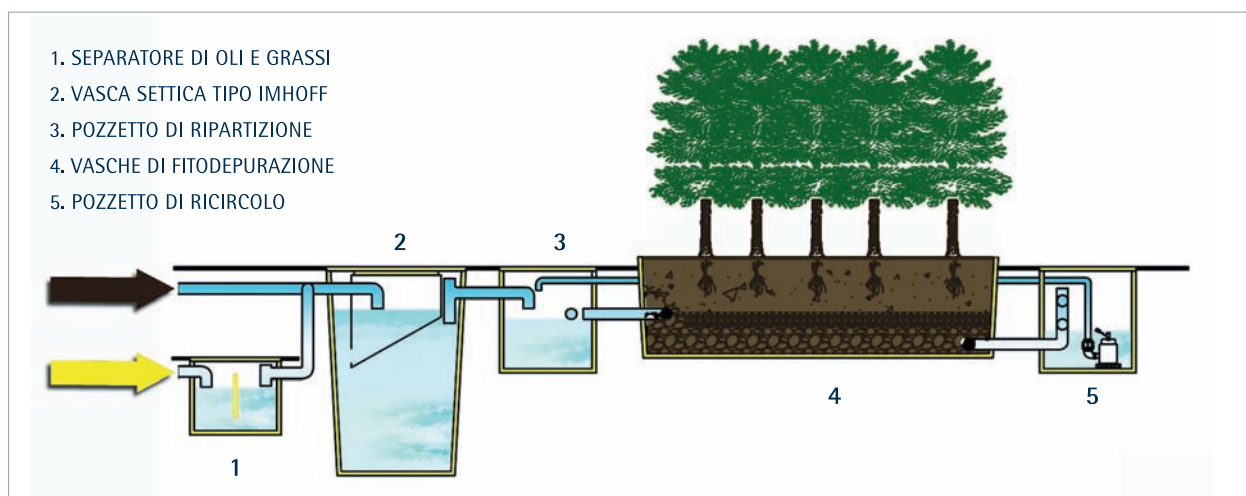 1. SEPARATORE DI OLI E GRASSI
2. VASCA SETTICA TIPO IMHOFF
3. POZZETTO DI RIPARTIZIONE
4. VASCHE DI FITODEPURAZIONE
5. POZZETTO DI RICIRCOLO
2
3
4
5
1